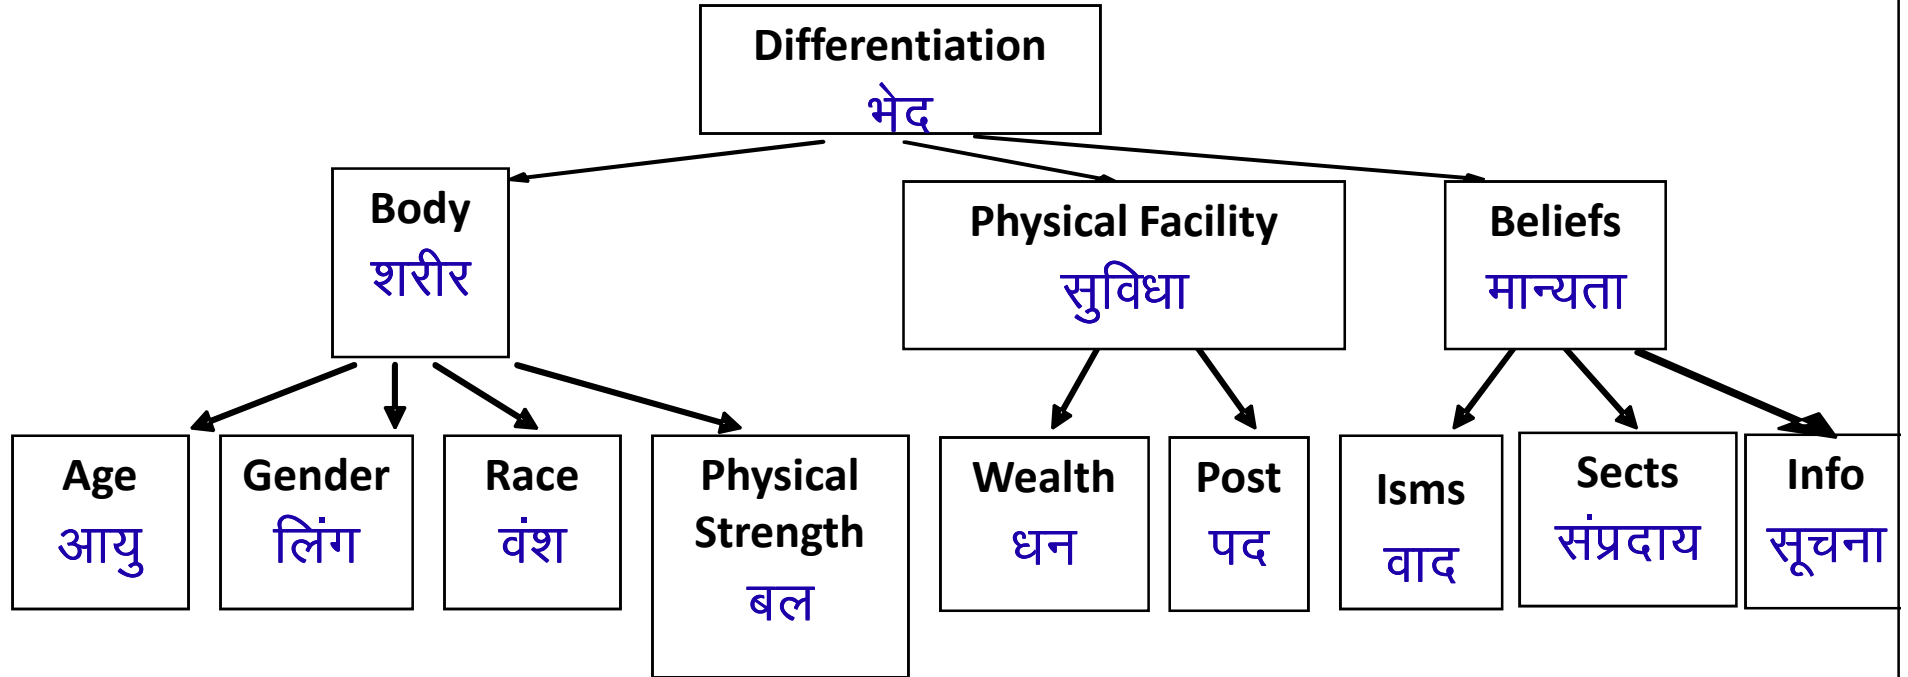 Differentiation
भेद
Body
शरीर
Physical Facility
सुविधा
Beliefs
मान्यता
Age
आयु
Gender
लिंग
Race
वंश
Physical
Strength
बल
Wealth
धन
Post
पद
Isms
वाद
Sects
संप्रदाय
Info
सूचना